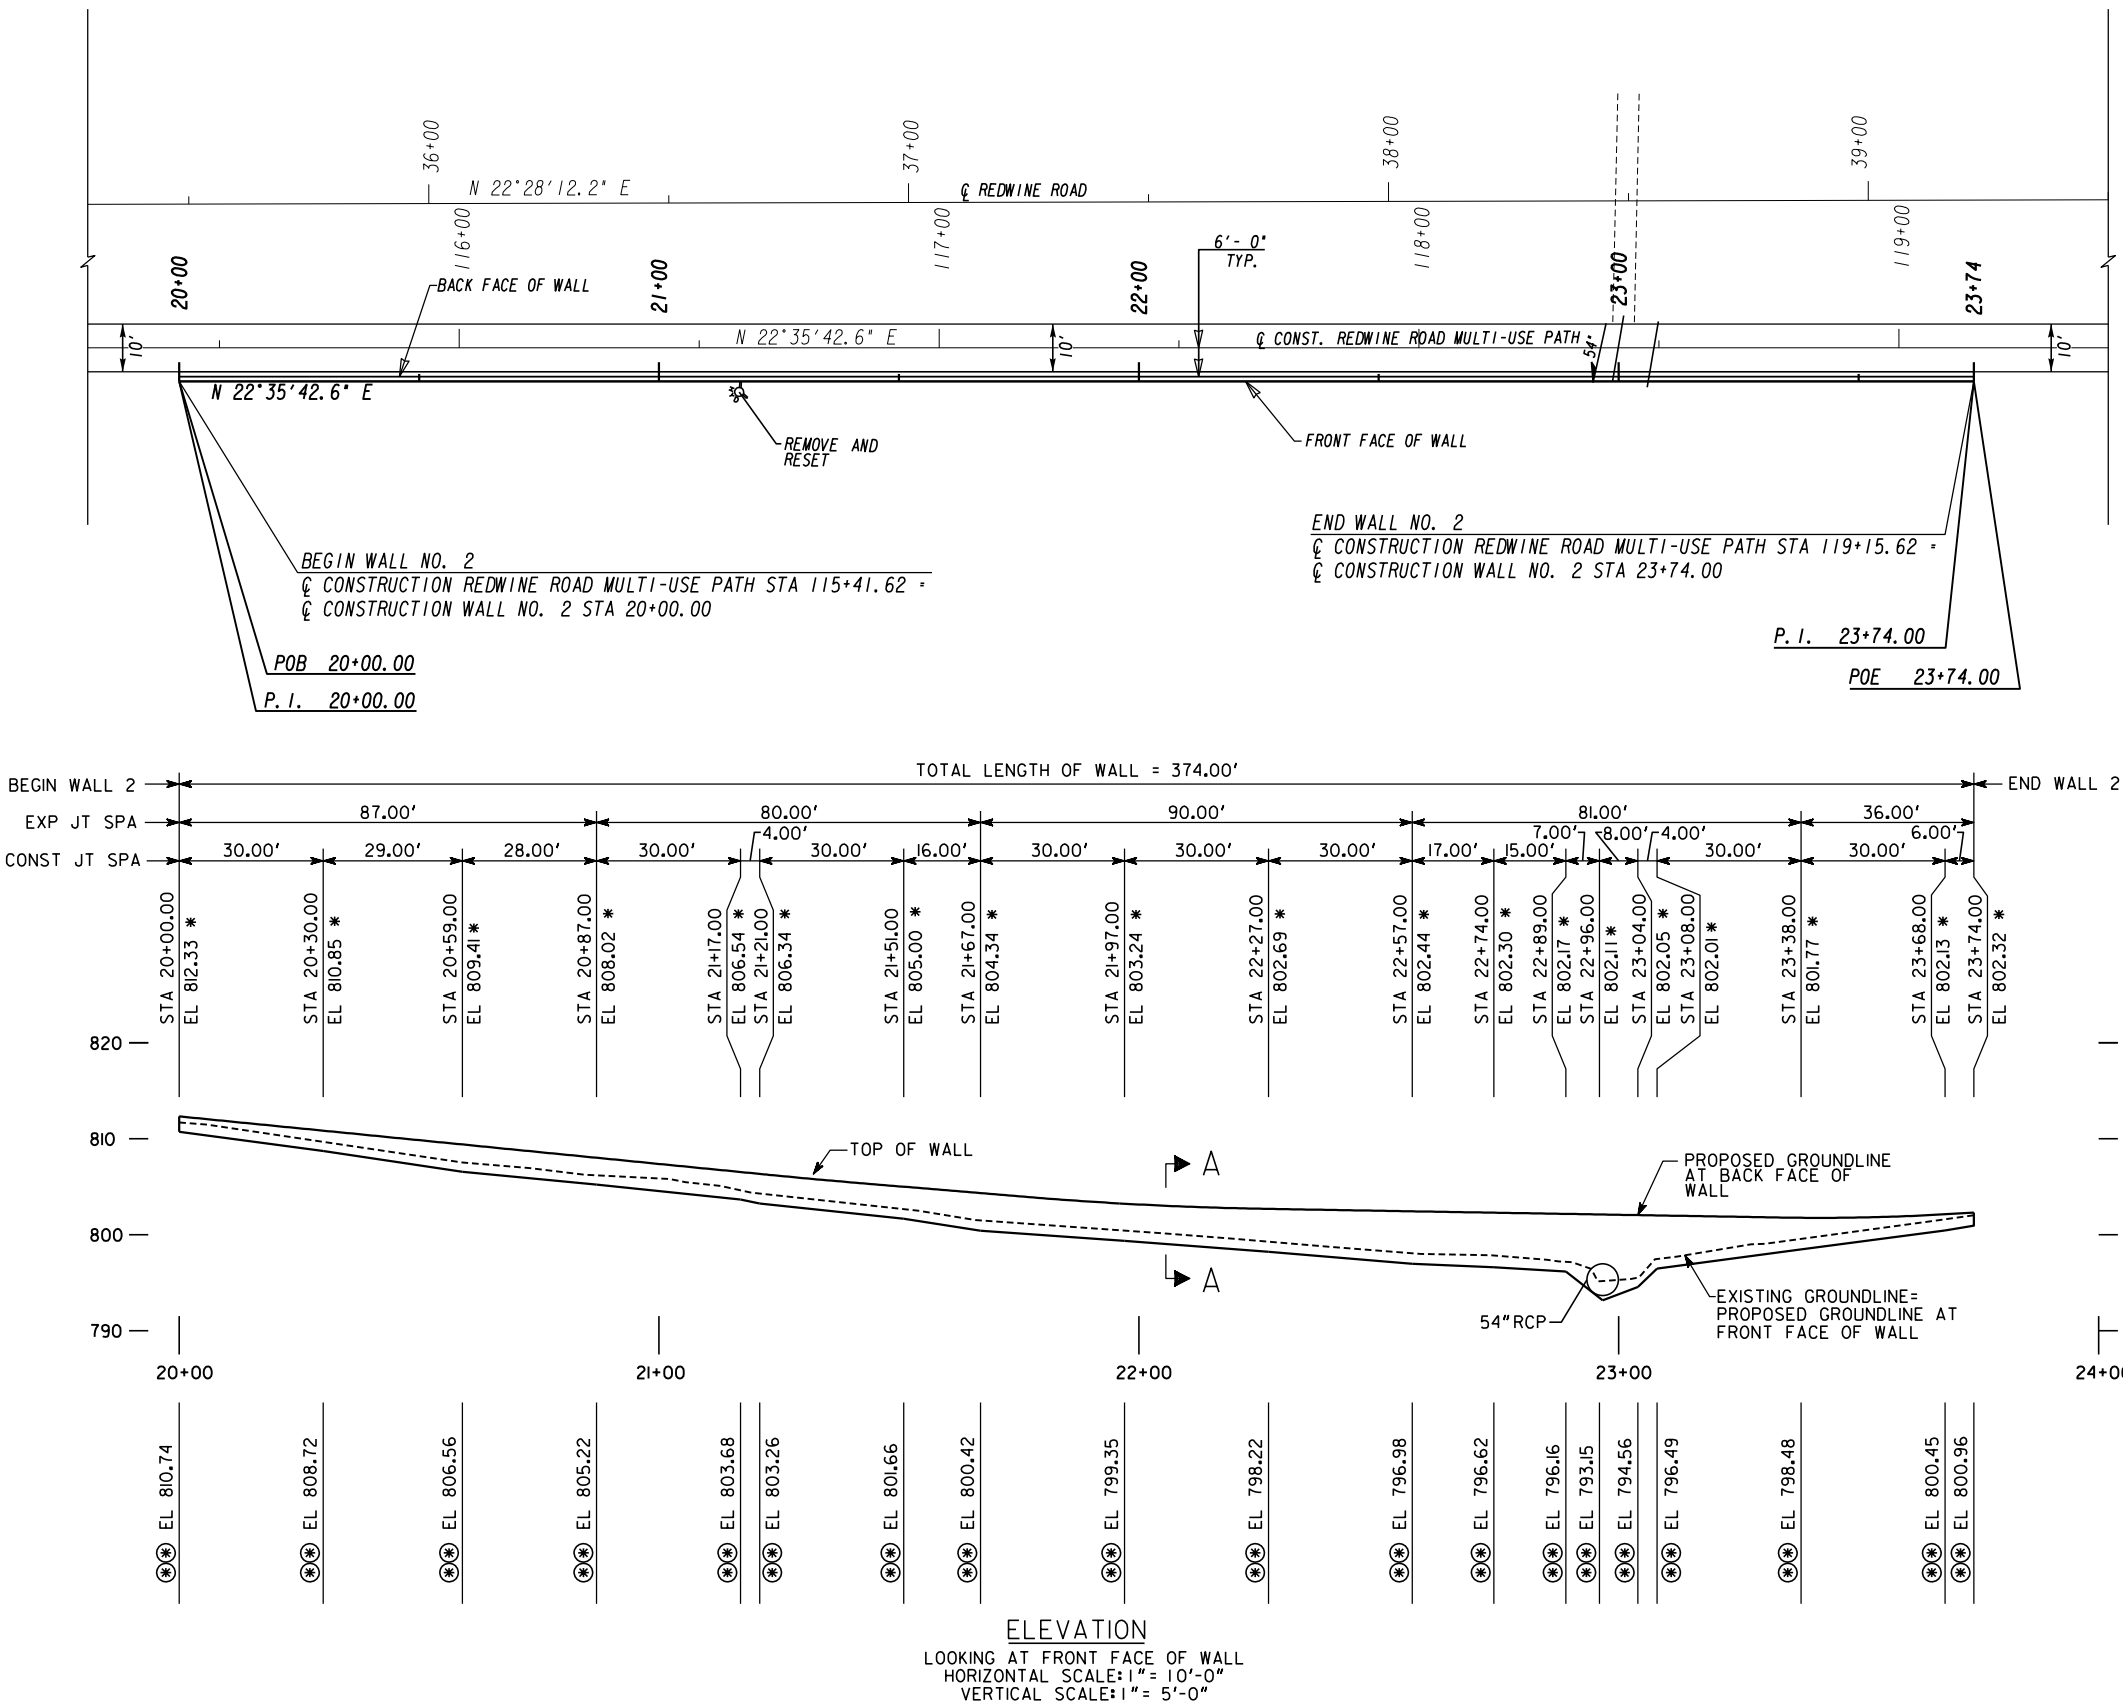 36+00
37+00
38+00
39+00
N 22°28'12.2" E
℄ REDWINE ROAD
116+00
117+00
118+00
119+00
20+00
21+00
22+00
23+00
23+74
6'- 0"
TYP.
BACK FACE OF WALL
10'
N 22°35'42.6" E
10'
℄ CONST. REDWINE ROAD MULTI-USE PATH
54"
10'
N 22°35'42.6" E
REMOVE AND
RESET
FRONT FACE OF WALL
BEGIN WALL NO. 2
℄ CONSTRUCTION REDWINE ROAD MULTI-USE PATH STA 115+41.62 =
℄ CONSTRUCTION WALL NO. 2 STA 20+00.00
END WALL NO. 2
℄ CONSTRUCTION REDWINE ROAD MULTI-USE PATH STA 119+15.62 =
℄ CONSTRUCTION WALL NO. 2 STA 23+74.00
POB 20+00.00
P.I. 20+00.00
P.I. 23+74.00
POE 23+74.00
BEGIN WALL 2
TOTAL LENGTH OF WALL = 374.00'
END WALL 2
EXP JT SPA
87.00'
80.00'
90.00'
81.00'
36.00'
CONST JT SPA
30.00'
29.00'
28.00'
30.00'
4.00'
30.00'
16.00'
30.00'
30.00'
30.00'
17.00'
15.00'
7.00'
8.00'
4.00'
30.00'
30.00'
6.00'
STA 20+00.00
EL 812.33 *
STA 20+30.00
EL 810.85 *
STA 20+59.00
EL 809.41 *
STA 20+87.00
EL 808.02 *
STA 21+17.00
EL 806.54 *
STA 21+21.00
EL 806.34 *
STA 21+51.00
EL 805.00 *
STA 21+67.00
EL 804.34 *
STA 21+97.00
EL 803.24 *
STA 22+27.00
EL 802.69 *
STA 22+57.00
EL 802.44 *
STA 22+74.00
EL 802.30 *
STA 22+89.00
EL 802.17 *
STA 22+96.00
EL 802.11 *
STA 23+04.00
EL 802.05 *
STA 23+08.00
EL 802.01 *
STA 23+38.00
EL 801.77 *
STA 23+68.00
EL 802.13 *
STA 23+74.00
EL 802.32 *
820
810
800
790
TOP OF WALL
A
A
PROPOSED GROUNDLINE
AT BACK FACE OF
WALL
54"RCP
EXISTING GROUNDLINE=
PROPOSED GROUNDLINE AT
FRONT FACE OF WALL
20+00
21+00
22+00
23+00
24+00
** EL 810.74
** EL 808.72
** EL 806.56
** EL 805.22
** EL 803.68
** EL 803.26
** EL 801.66
** EL 800.42
** EL 799.35
** EL 798.22
** EL 796.98
** EL 796.62
** EL 796.16
** EL 793.15
** EL 794.56
** EL 796.49
** EL 798.48
** EL 800.45
** EL 800.96
ELEVATION
LOOKING AT FRONT FACE OF WALL
HORIZONTAL SCALE: 1" = 10'-0"
VERTICAL SCALE: 1" = 5'-0"